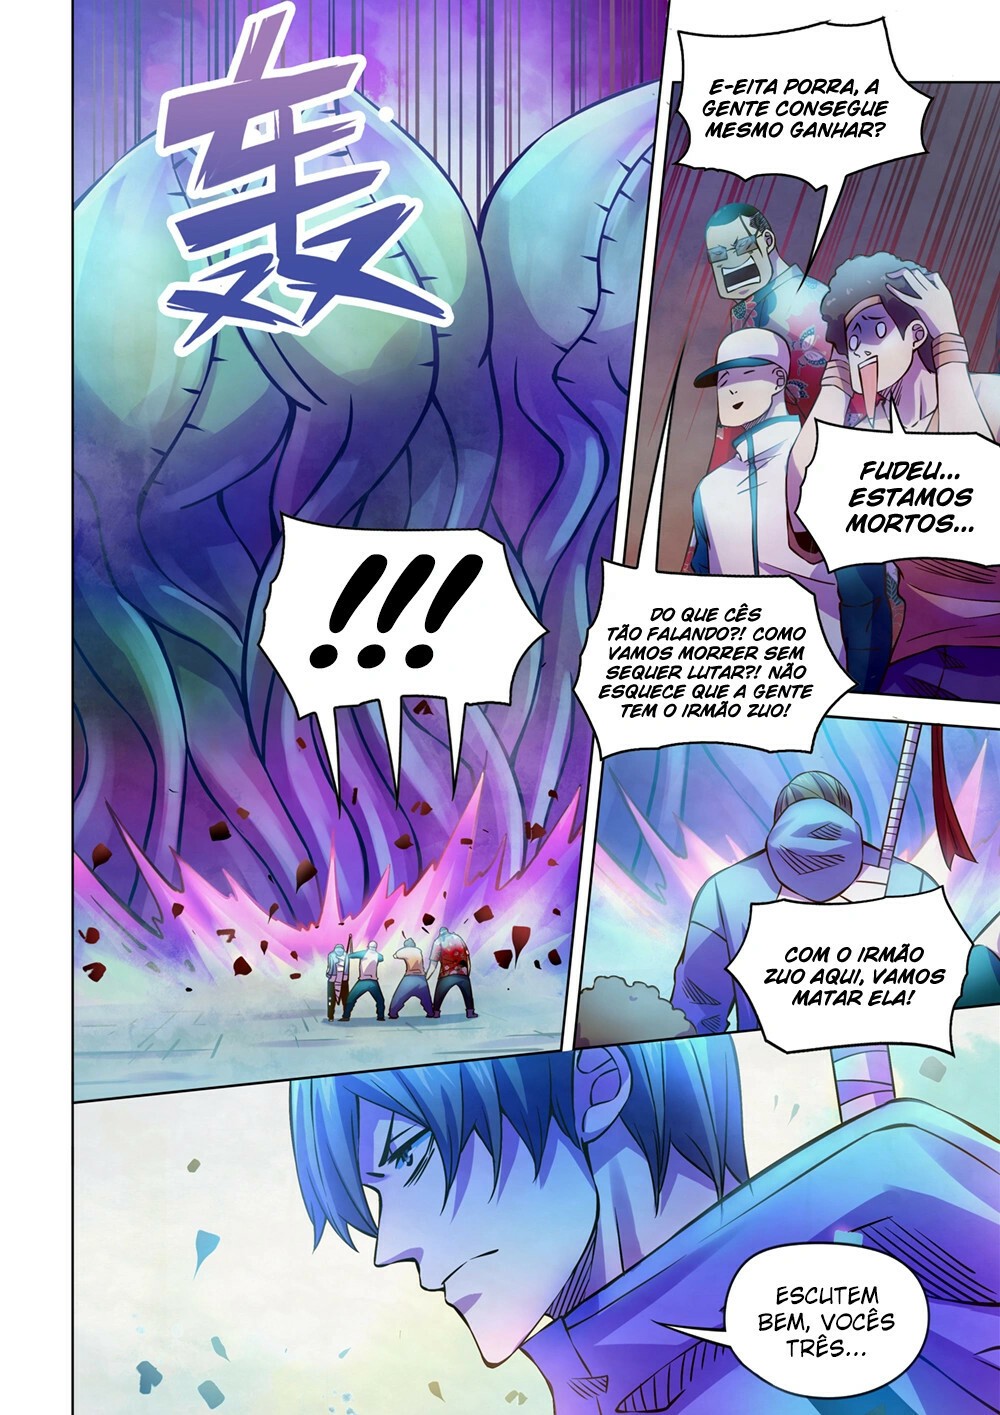 轰
!!!
E-EITA PORRA, A
GENTE CONSEGUE
MESMO GANHAR?
FUDEU...
ESTAMOS
MORTOS...
DO QUE CÊS
TÃO FALANDO?! COMO
VAMOS MORRER SEM
SEQUER LUTAR?! NÃO
ESQUECE QUE A GENTE
TEM O IRMÃO ZUO!
COM O IRMÃO
ZUO AQUI, VAMOS
MATAR ELA!
ESCUTEM
BEM, VOCÊS
TRÊS...